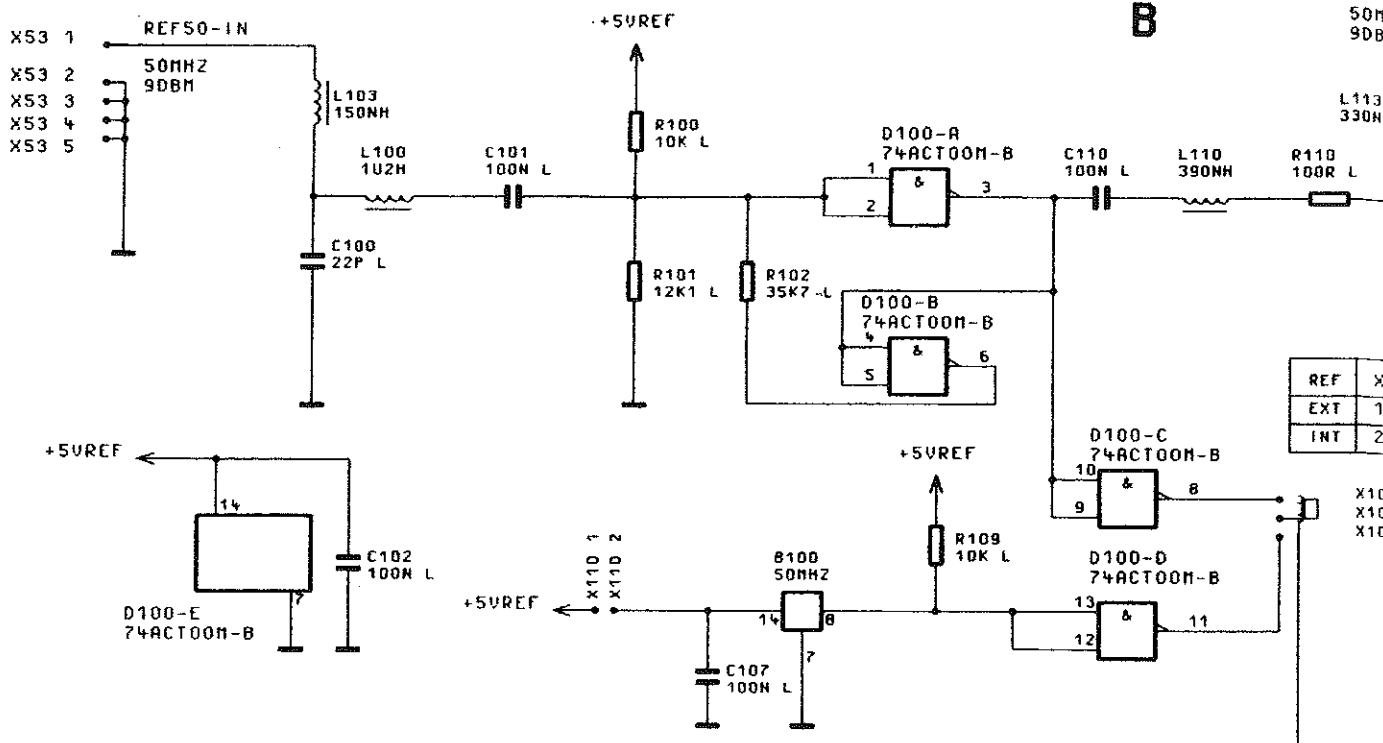 B
X53 1
X53 2
X53 3
X53 4
X53 5
REF50-IN
50MHZ
9DBM
L103
150NH
L100
1U2H
C101
100N L
C100
22P L
+5VREF
R100
10K L
R101
12K1 L
R102
35K7 L
D100-A
74ACT00M-B
1
2
&
3
C110
100N L
L110
390NH
R110
100R L
50M
9DB
L113
330N
D100-B
74ACT00M-B
4
5
&
6
REF X
EXT 1
INT 2
+5VREF
14
7
D100-E
74ACT00M-B
C102
100N L
+5VREF
X110 1
X110 2
C107
100N L
B100
50MHZ
14
8
7
+5VREF
R109
10K L
D100-C
74ACT00M-B
10
9
&
8
D100-D
74ACT00M-B
13
12
&
11
X10
X10
X10